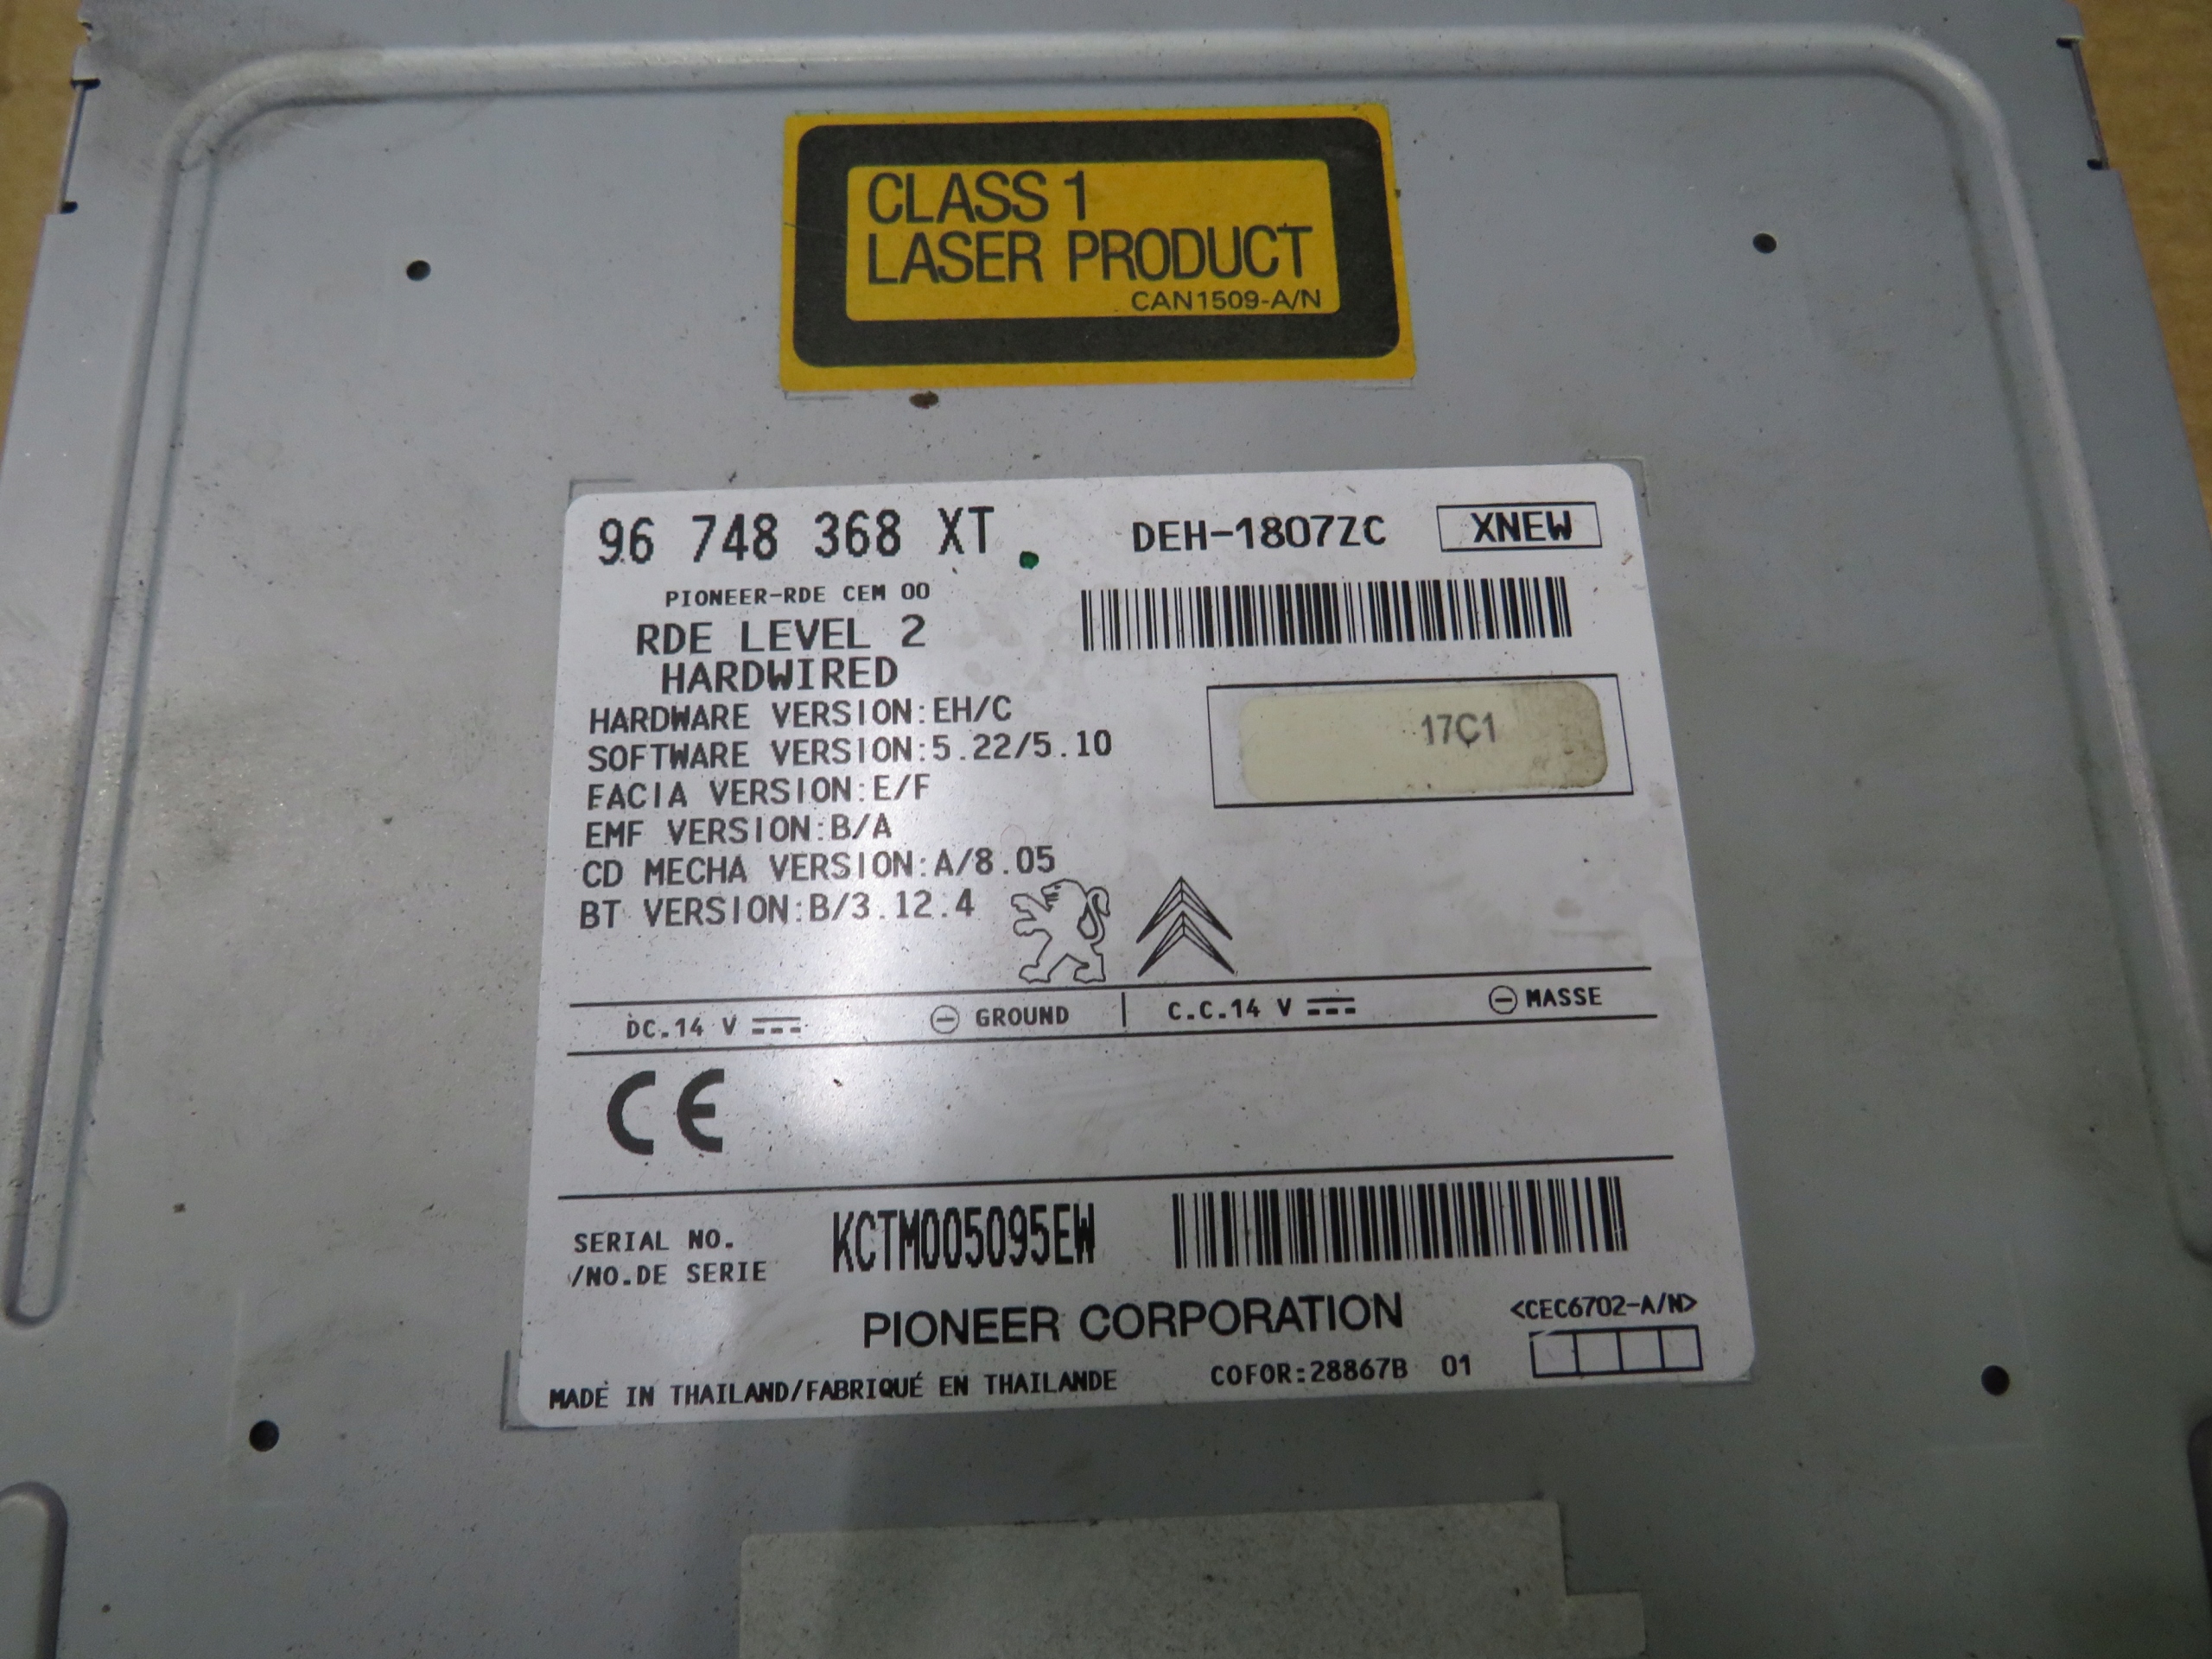 CLASS 1
LASER PRODUCT
CAN1509-A/N
96 748 368 XT
DEH-1807ZC
XNEW
PIONEER-RDE CEM 00
RDE LEVEL 2
HARDWIRED
HARDWARE VERSION:EH/C
17C1
SOFTWARE VERSION:5.22/5.10
FACIA VERSION:E/F
EMF VERSION:B/A
CD MECHA VERSION:A/8.05
BT VERSION:B/3.12.4
DC.14 V GROUND | C.C.14 V MASSE
CE
SERIAL NO.
/NO.DE SERIE
KCTM005095EW
PIONEER CORPORATION
<CEC6702-A/N>
MADE IN THAILAND/FABRIQUÉ EN THAILANDE
COFOR:28867B 01